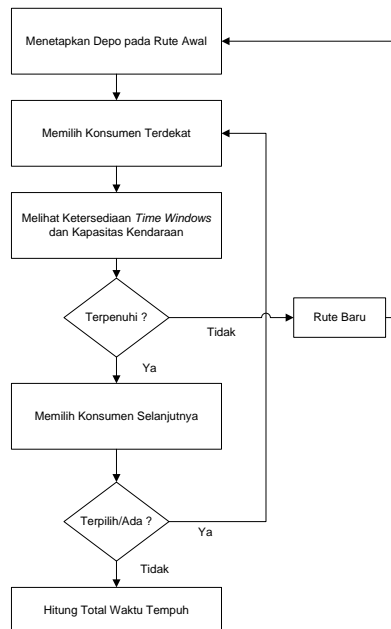 Menetapkan Depo pada Rute Awal
Memilih Konsumen Terdekat
Melihat Ketersediaan Time Windows
dan Kapasitas Kendaraan
Terpenuhi ?
Tidak
Rute Baru
Ya
Memilih Konsumen Selanjutnya
Terpilih/Ada ?
Ya
Tidak
Hitung Total Waktu Tempuh